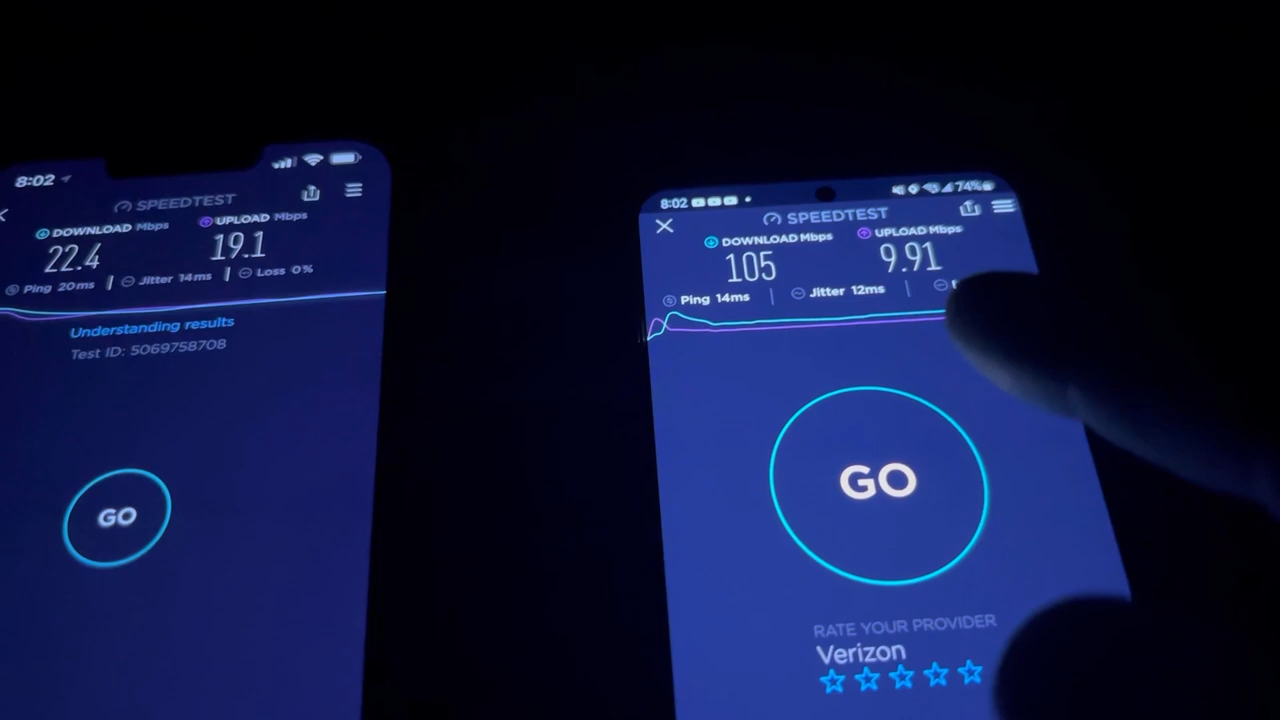 8:02
SPEEDTEST
DOWNLOAD Mbps
UPLOAD Mbps
22.4
19.1
Ping 20ms
Jitter 14ms
Loss 0%
Understanding results
Test ID: 5069758708
GO
8:02
74%
SPEEDTEST
DOWNLOAD Mbps
UPLOAD Mbps
105
9.91
Ping 14ms
Jitter 12ms
GO
RATE YOUR PROVIDER
Verizon